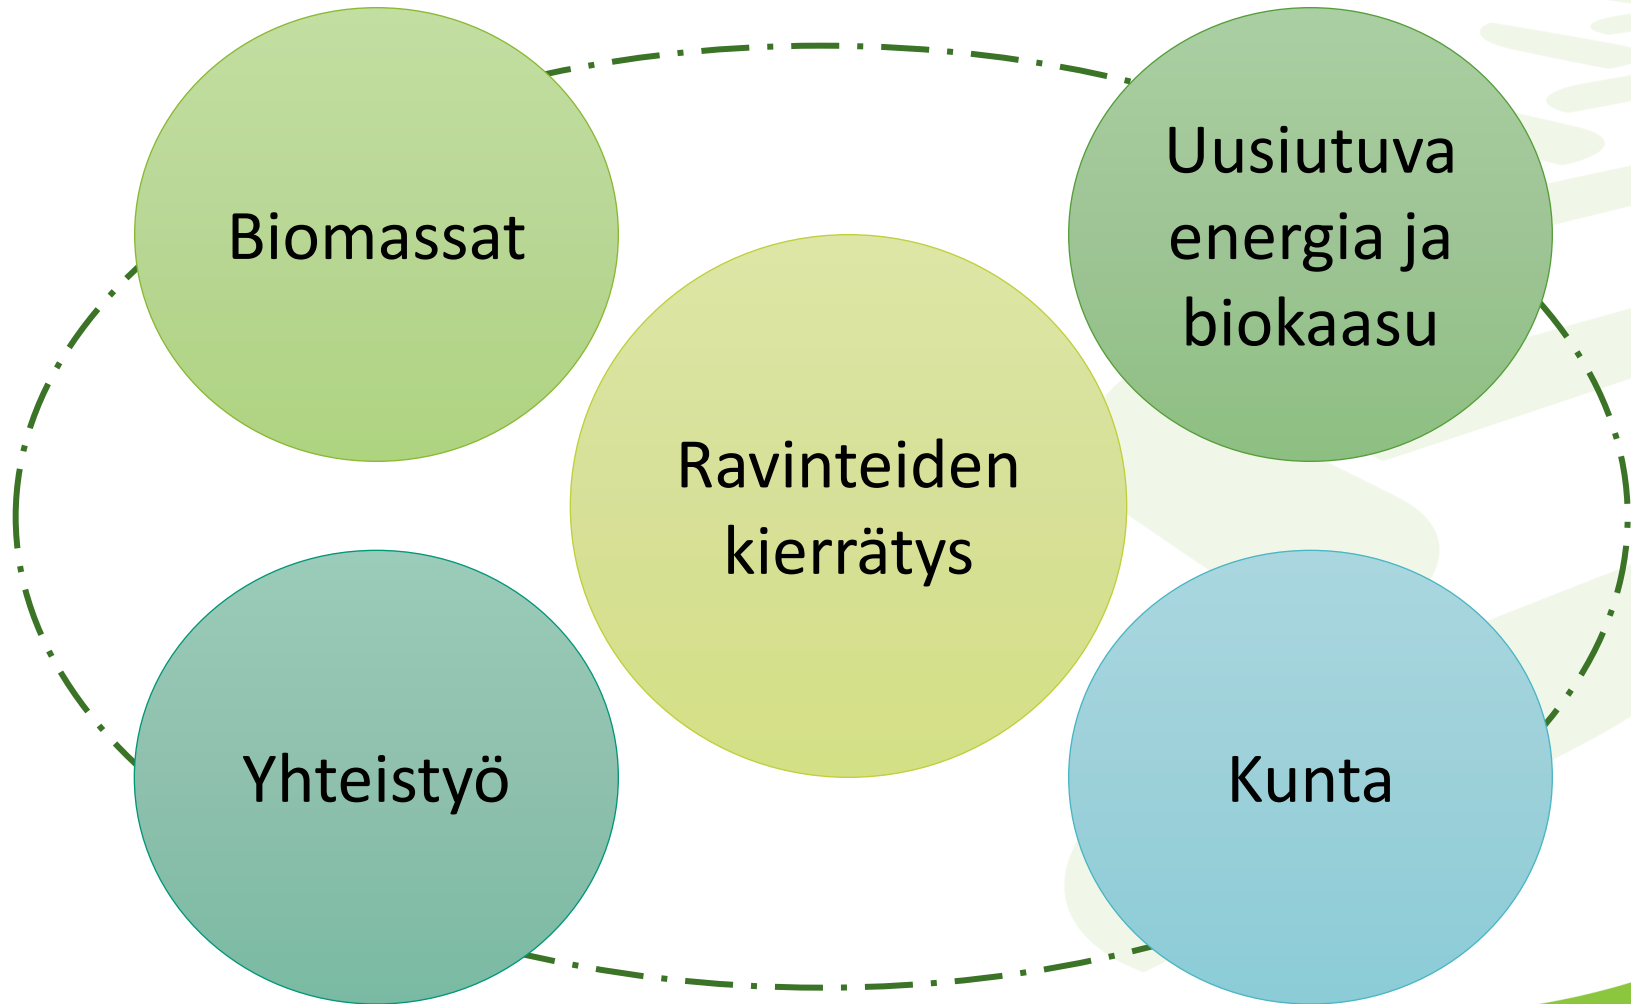 Biomassat
Uusiutuva
energia ja
biokaasu
Ravinteiden
kierrätys
Yhteistyö
Kunta